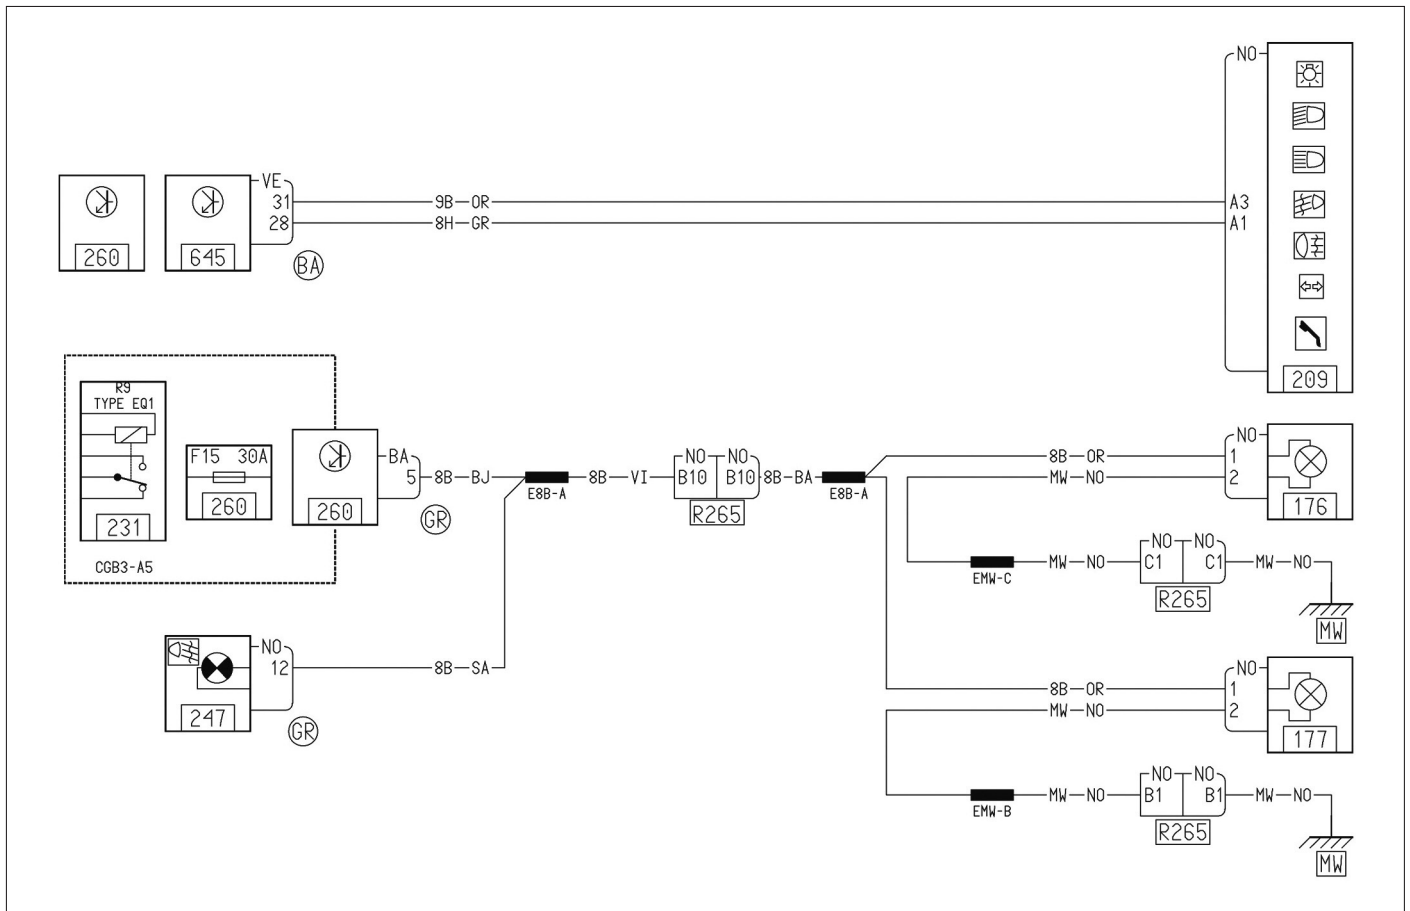 NO
VE
31 9B OR A3
28 8H GR A1
260 645
BA
209
R9
TYPE EQ1
F15 30A
231
260
260
CGB3-A5
BA
5 8B BJ
GR
E8B-A
8B VI
NO NO
B10 B10
R265
8B BA
E8B-A
NO
8B OR 1
MW NO 2
176
EMW-C
MW NO
NO NO
C1 C1
R265
MW NO
MW
NO
12 8B SA
247
GR
NO
8B OR 1
MW NO 2
177
EMW-B
MW NO
NO NO
B1 B1
R265
MW NO
MW